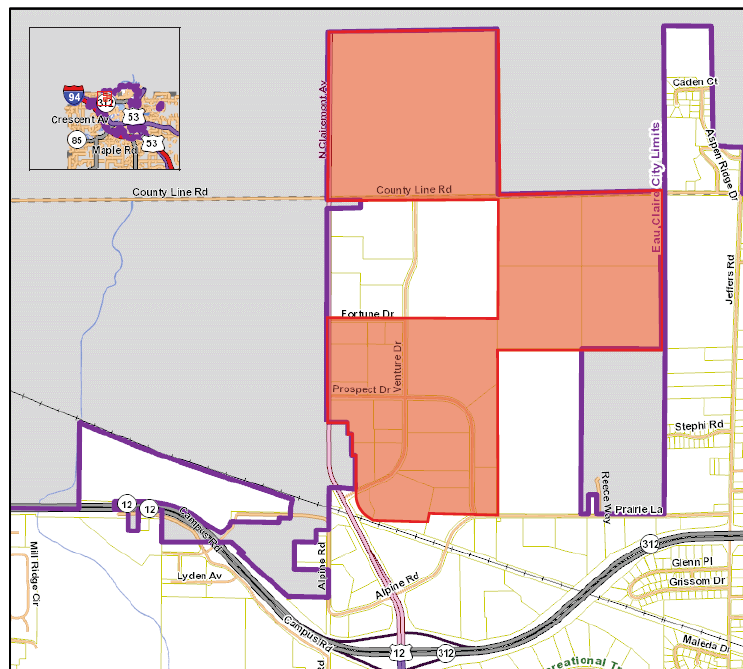 94
312
Crescent Av
53
85
Maple Rd
53
N Clairemont Av
Caden Ct
Aspen Ridge Dr
Eau Claire City Limits
County Line Rd
County Line Rd
Jeffers Rd
Fortune Dr
Venture Dr
Prospect Dr
Stephi Rd
Reece Way
Prairie La
12
12
Campus Rd
312
Mill Ridge Cir
Lyden Av
Alpine Rd
Alpine Rd
Glenn Pl
Grissom Dr
Campus Rd
12
312
Rd
Maleda Dr
creational Tr